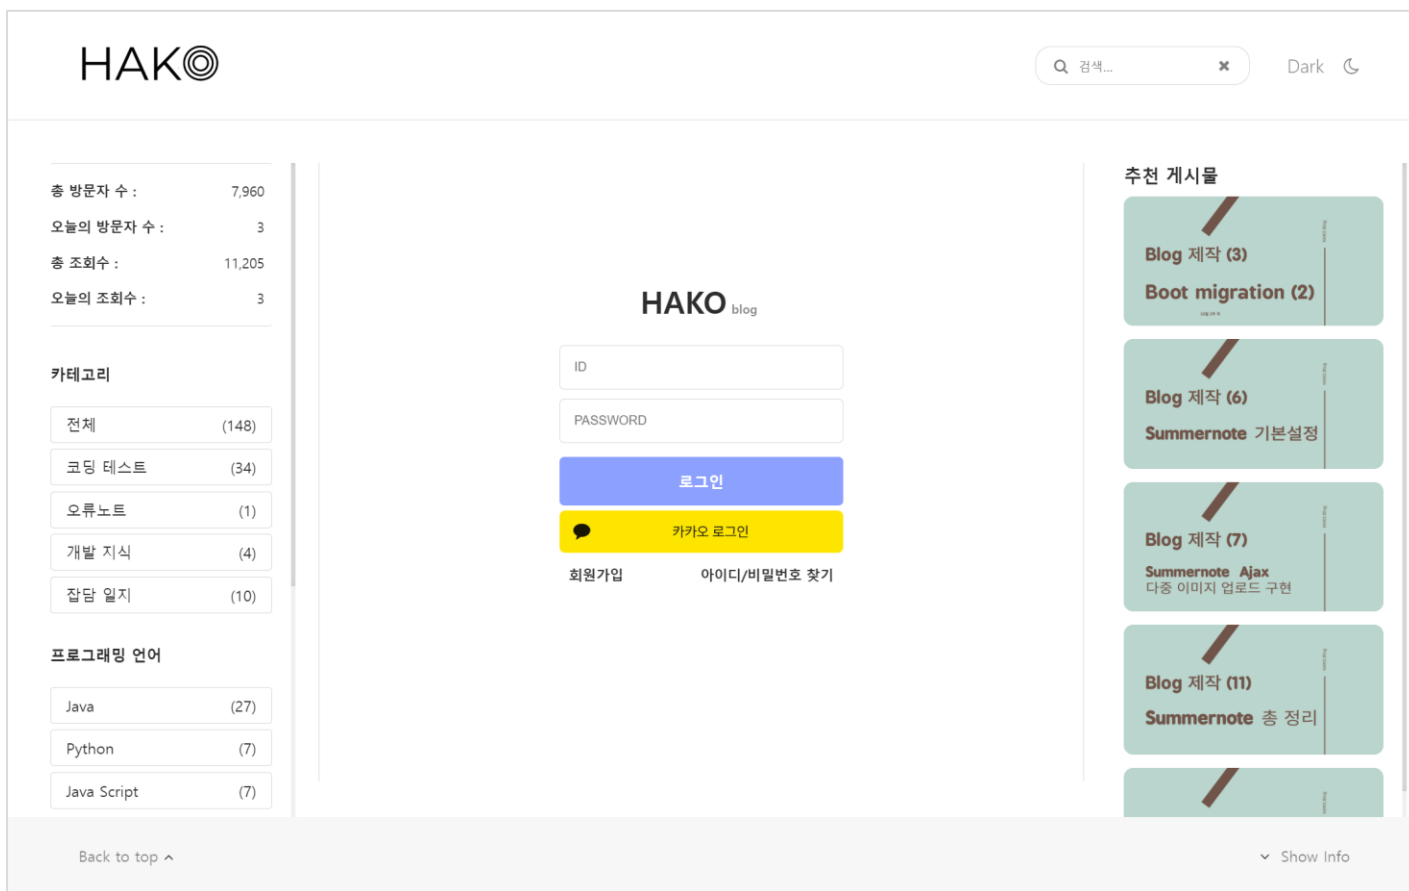 HAKO
검색...
Dark
총 방문자 수 : 7,960
오늘의 방문자 수 : 3
총 조회수 : 11,205
오늘의 조회수 : 3
카테고리
전체 (148)
코딩 테스트 (34)
오류노트 (1)
개발 지식 (4)
잡담 일지 (10)
프로그래밍 언어
Java (27)
Python (7)
Java Script (7)
HAKO blog
ID
PASSWORD
로그인
카카오 로그인
회원가입 아이디/비밀번호 찾기
추천 게시물
Blog 제작 (3)
Boot migration (2)
Blog 제작 (6)
Summernote 기본설정
Blog 제작 (7)
Summernote Ajax
다중 이미지 업로드 구현
Blog 제작 (11)
Summernote 총 정리
Back to top
Show Info